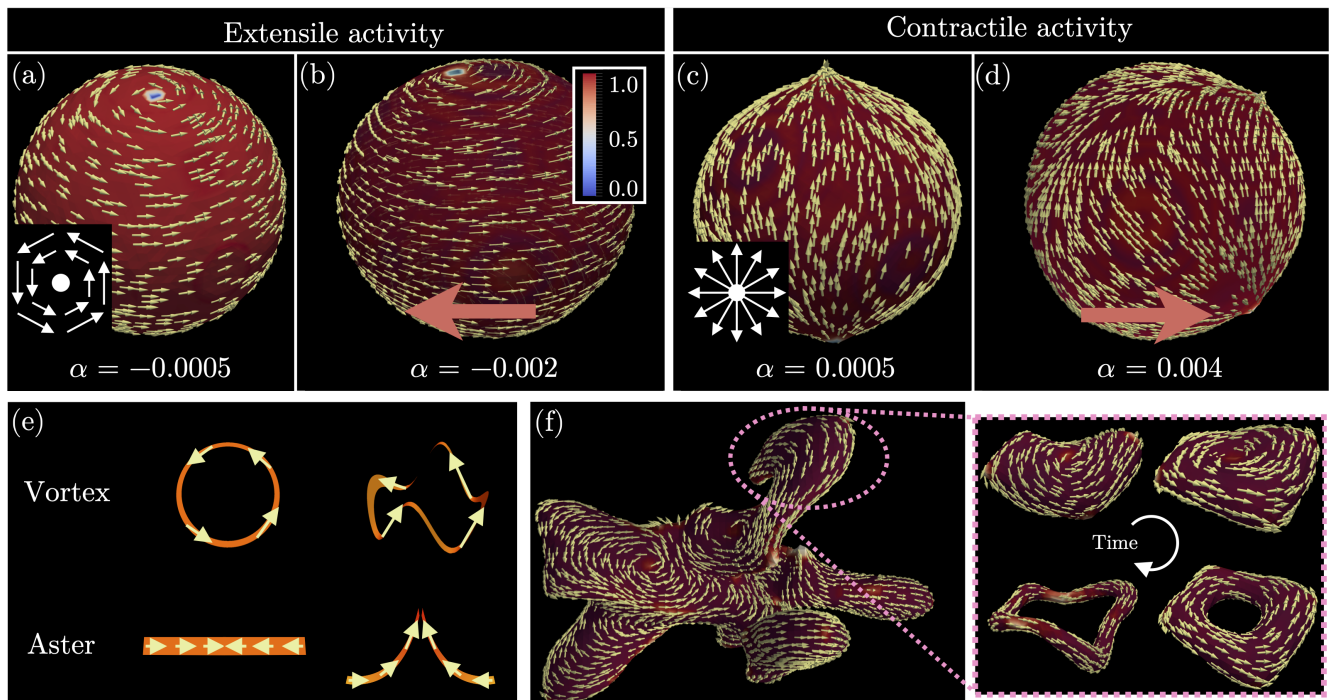 Extensile activity
Contractile activity
(a)
(b)
(c)
(d)
1.0
0.5
0.0
α = −0.0005
α = −0.002
α = 0.0005
α = 0.004
(e)
Vortex
Aster
(f)
Time